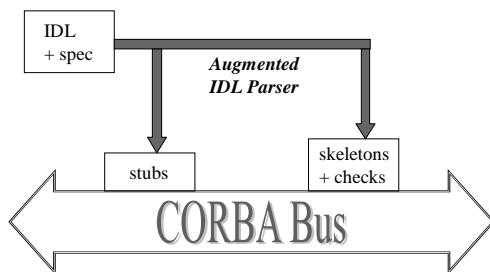 IDL
+ spec
Augmented
IDL Parser
stubs
skeletons
+ checks
CORBA Bus